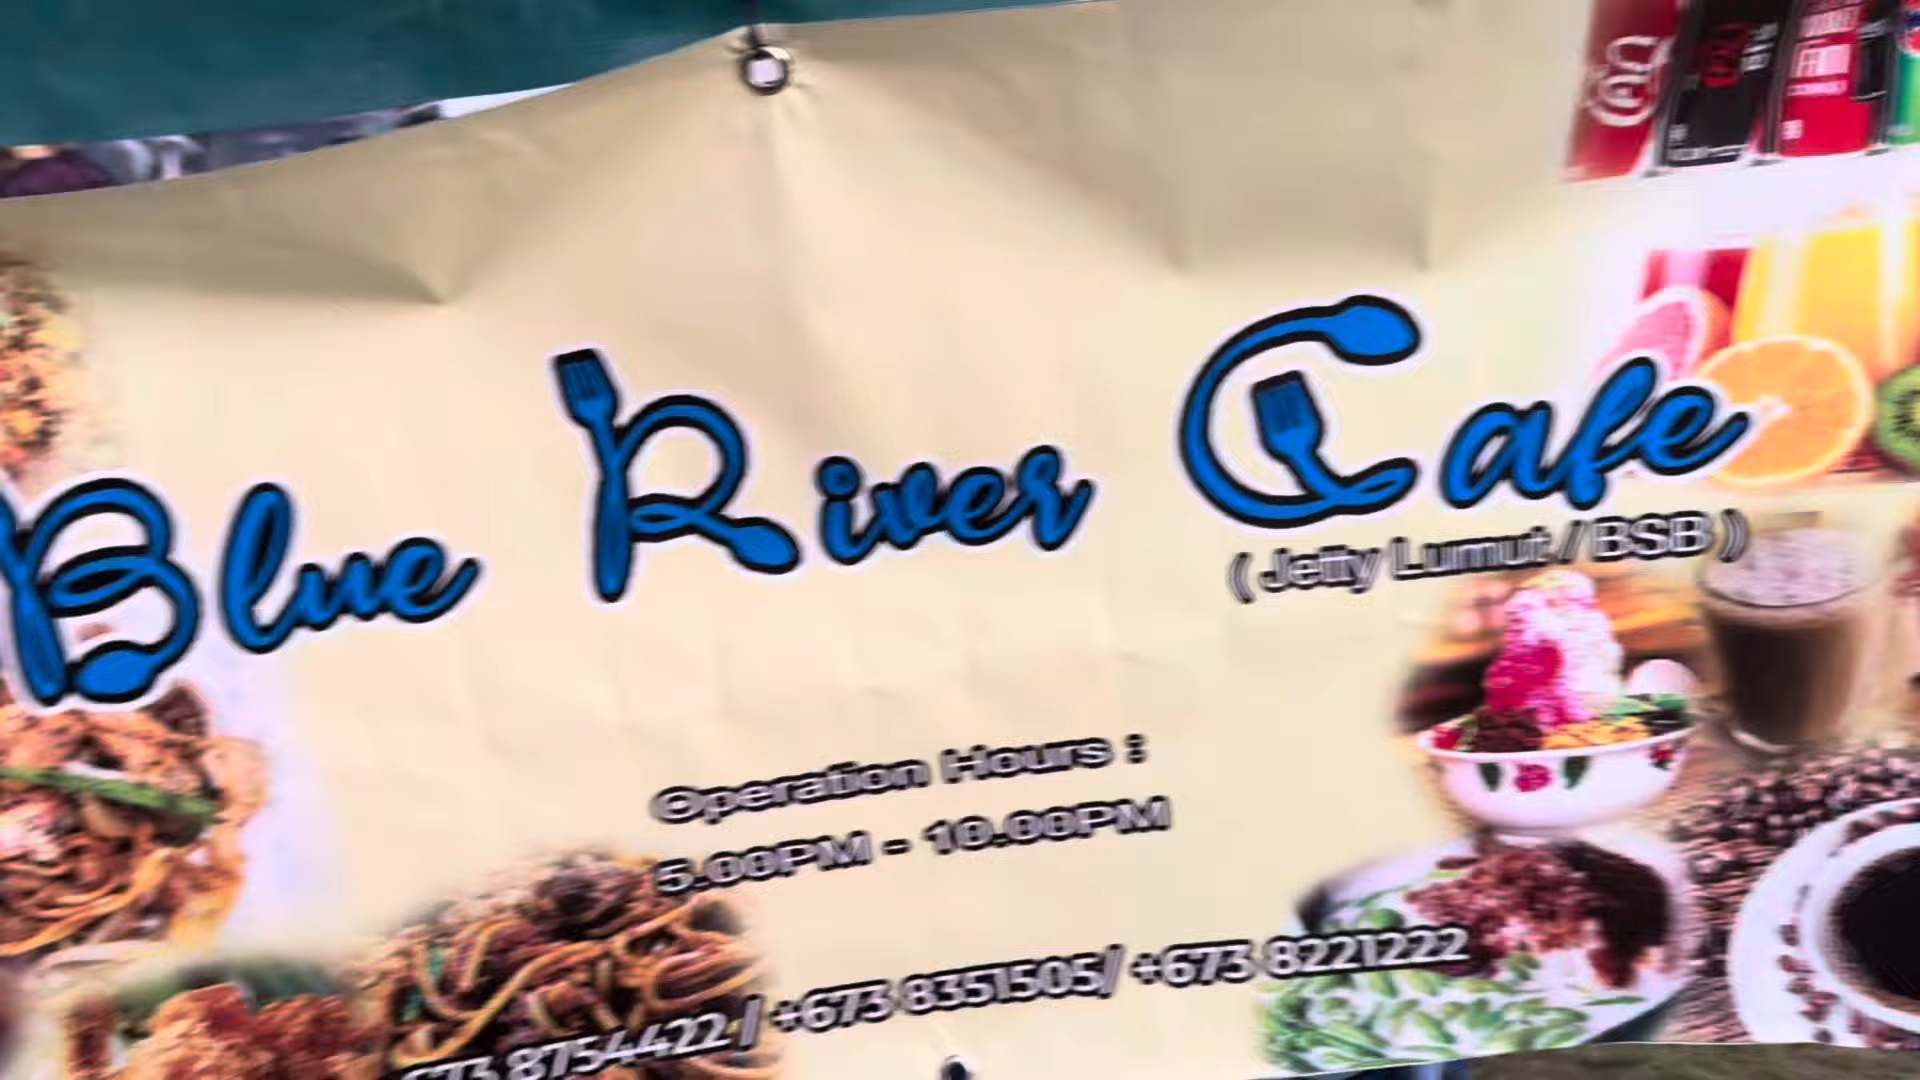 Blue River Cafe
( Jetty Lumut / BSB )
Operation Hours :
5.00PM - 10.00PM
673 8754422 / +673 8351505/ +673 8221222